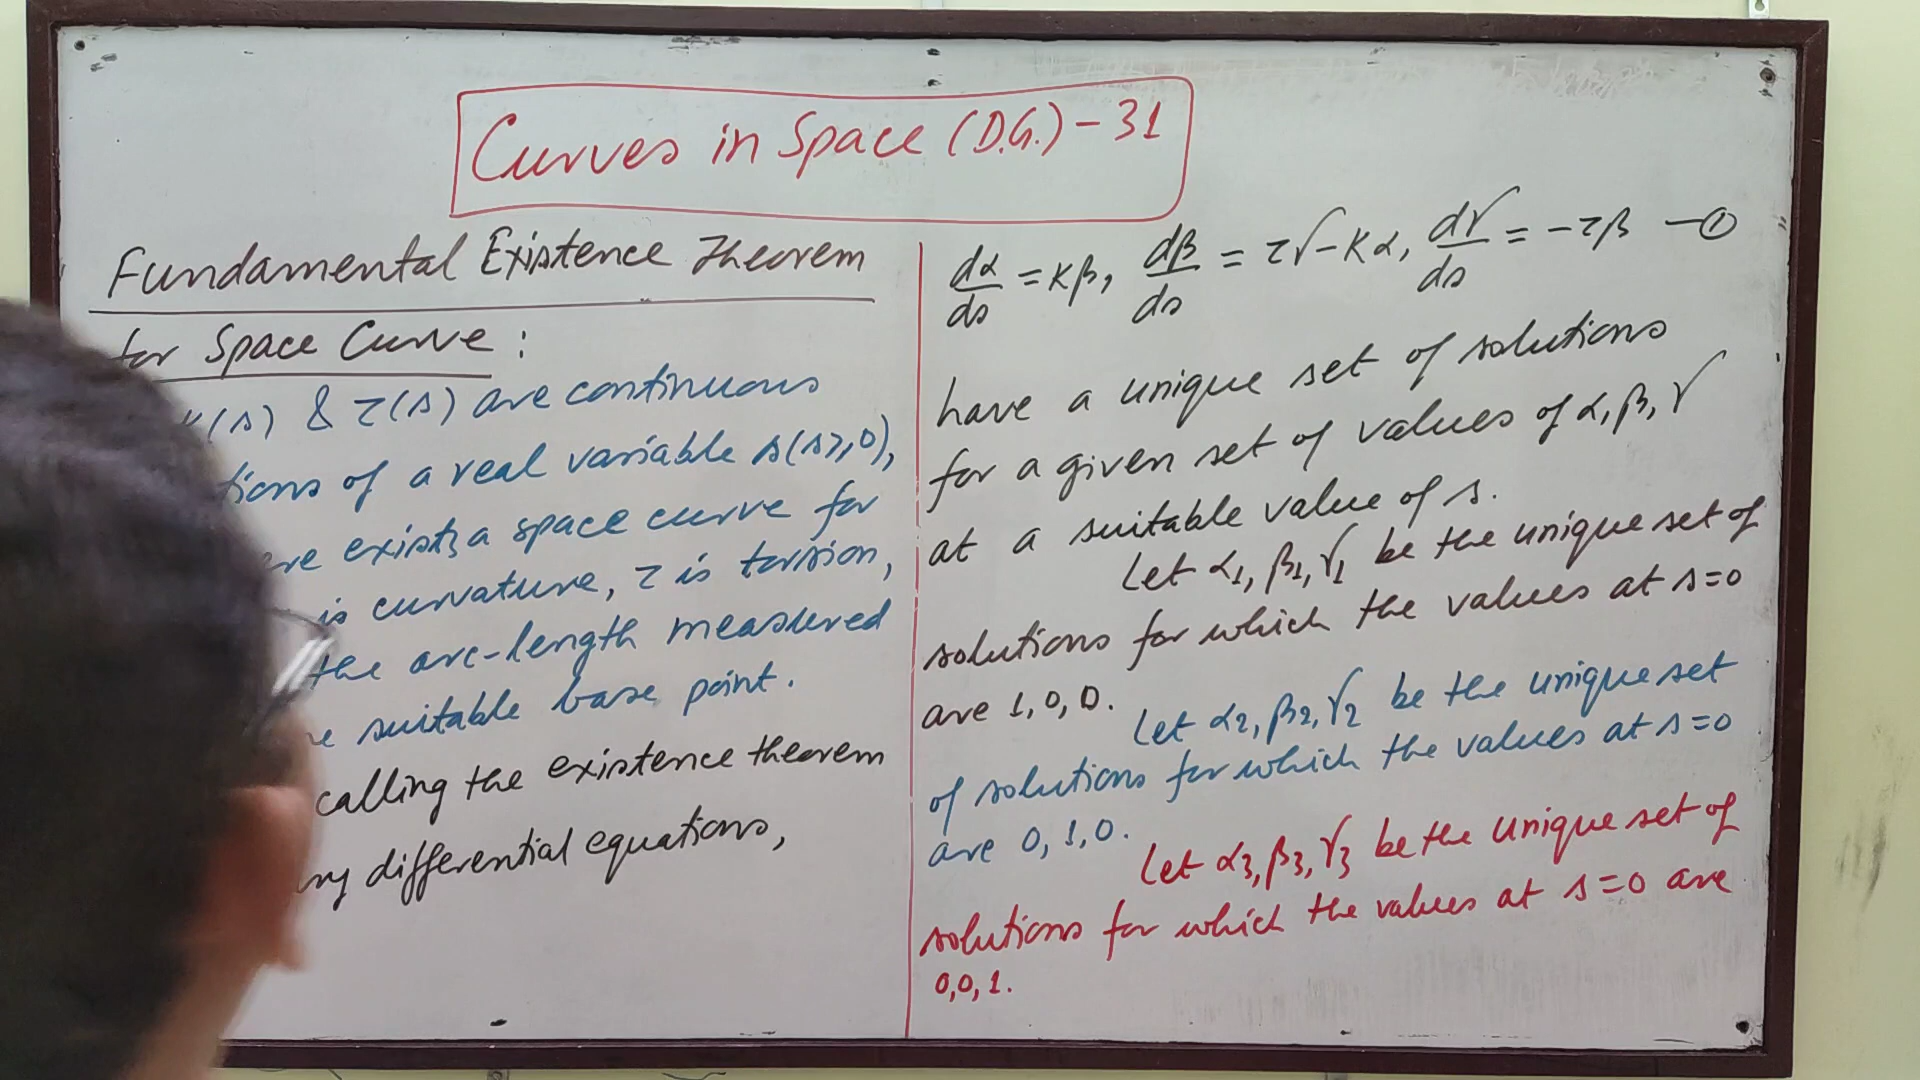 Curves in Space (D.G.) - 31
Fundamental Existence Theorem
for Space Curve :
(s) & τ(s) are continuous
of a real variable s (s≥0),
exists a space curve for
is curvature, τ is torsion,
the arc-length measured
suitable base point.
calling the existence theorem
differential equations,
dα/ds = κβ, dβ/ds = τγ - κα, dγ/ds = -τβ — ①
have a unique set of solutions
for a given set of values of α, β, γ
at a suitable value of s.
Let α1, β1, γ1 be the unique set of
solutions for which the values at s=0
are 1, 0, 0.
Let α2, β2, γ2 be the unique set
of solutions for which the values at s=0
are 0, 1, 0.
Let α3, β3, γ3 be the unique set of
solutions for which the values at s=0 are
0, 0, 1.